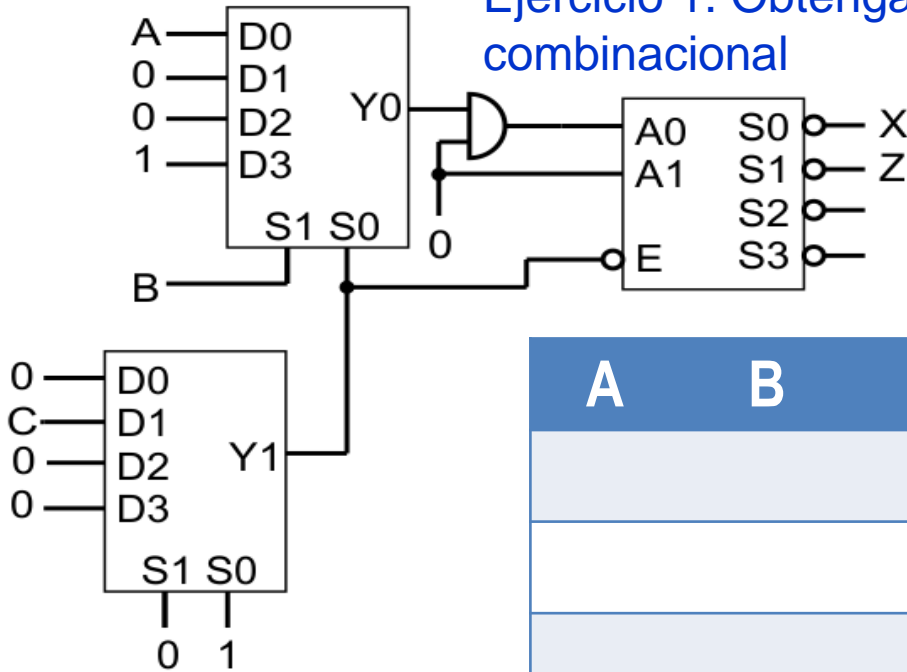 Ejercicio 1. Obtenga
combinacional
A D0
0 D1
0 D2
1 D3
Y0
S1 S0
B
0
A0 S0 X
A1 S1 Z
S2
E S3
0 D0
C D1
0 D2
0 D3
Y1
S1 S0
0 1
A B